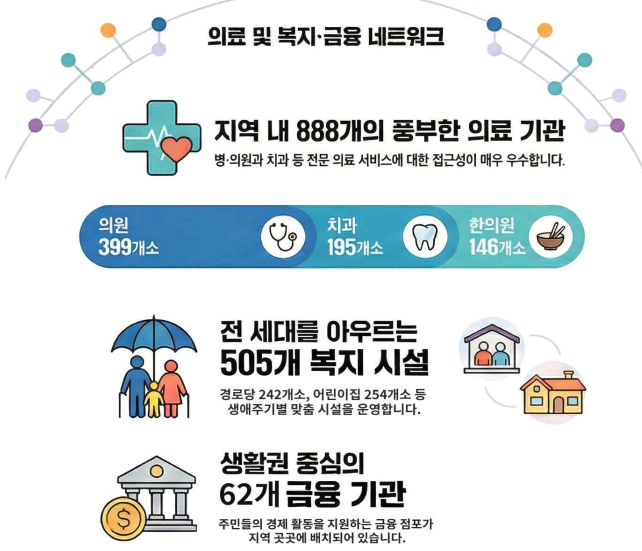 의료 및 복지·금융 네트워크
지역 내 888개의 풍부한 의료 기관
병·의원과 치과 등 전문 의료 서비스에 대한 접근성이 매우 우수합니다.
의원
399개소
치과
195개소
한의원
146개소
전 세대를 아우르는
505개 복지 시설
경로당 242개소, 어린이집 254개소 등
생애주기별 맞춤 시설을 운영합니다.
생활권 중심의
62개 금융 기관
$
주민들의 경제 활동을 지원하는 금융 점포가
지역 곳곳에 배치되어 있습니다.